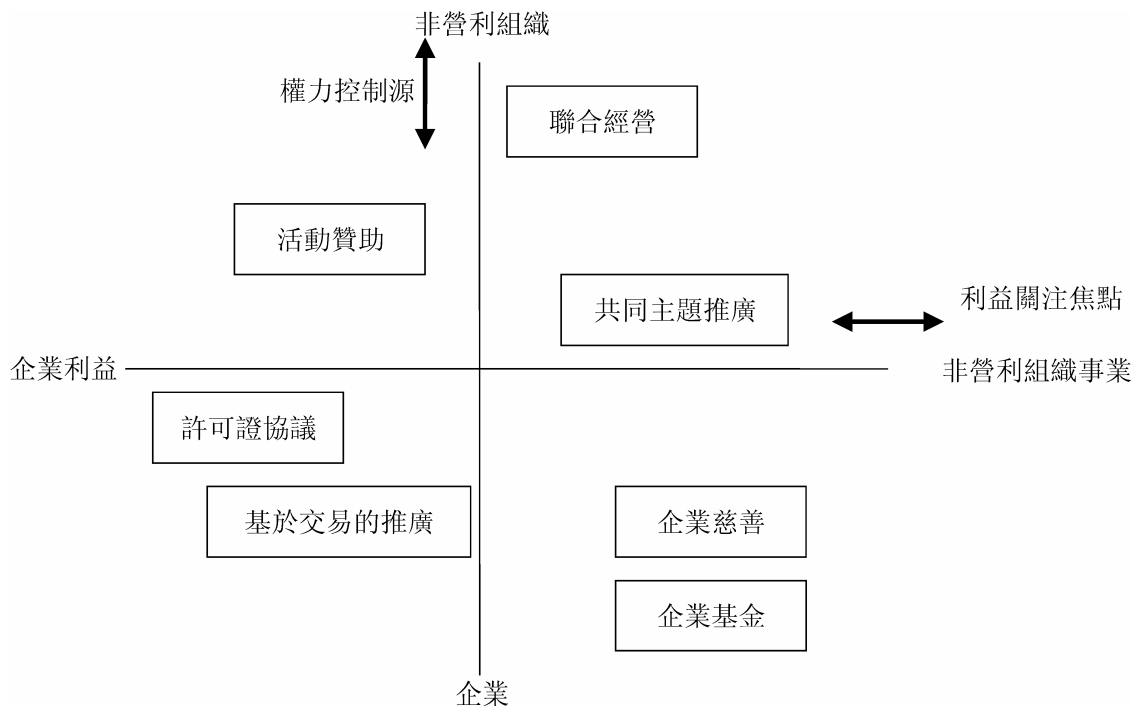 非營利組織
權力控制源
聯合經營
活動贊助
共同主題推廣
利益關注焦點
企業利益
非營利組織事業
許可證協議
基於交易的推廣
企業慈善
企業基金
企業